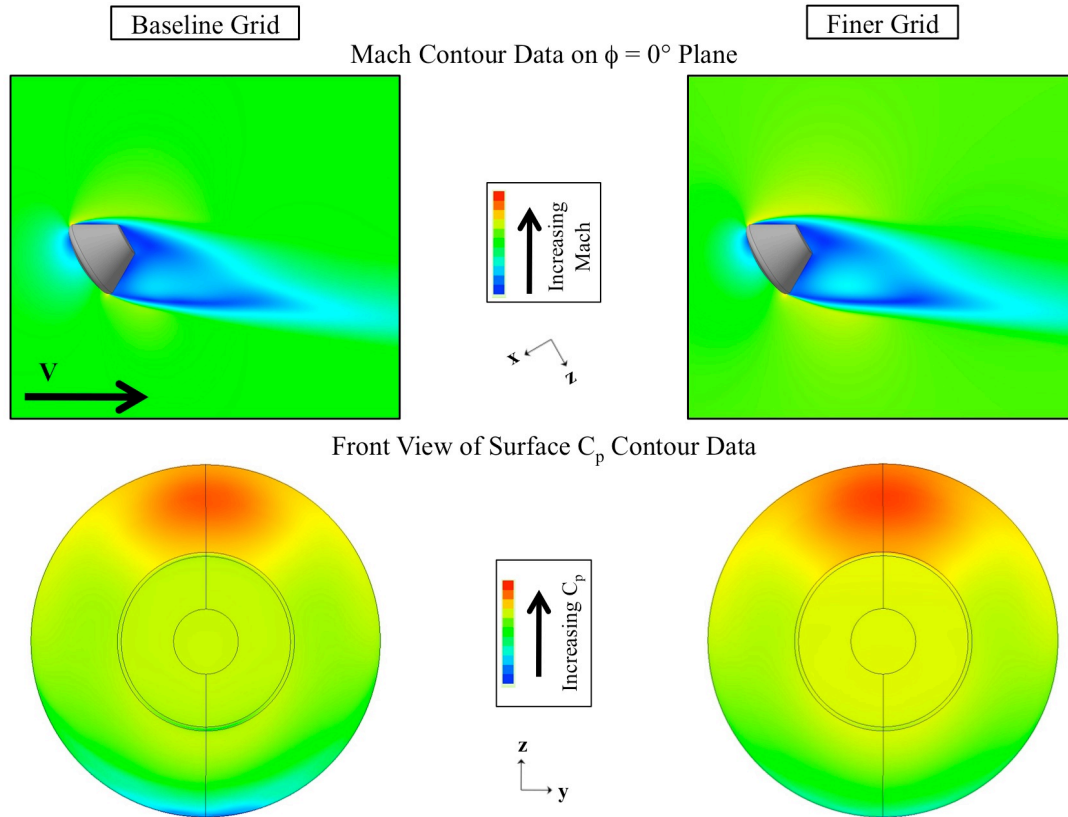 Baseline Grid
Finer Grid
Mach Contour Data on ϕ = 0° Plane
Increasing
Mach
x
z
V
Front View of Surface Cp Contour Data
Increasing Cp
z
y